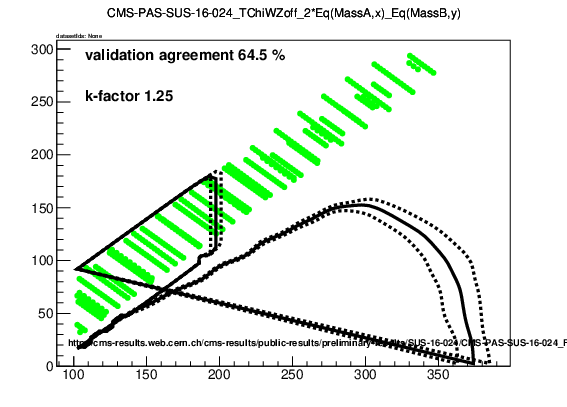 CMS-PAS-SUS-16-024_TChiWZoff_2*Eq(MassA,x)_Eq(MassB,y)
datasetIds: None
validation agreement 64.5 %
k-factor 1.25
300
250
200
150
100
50
0
100 150 200 250 300 350